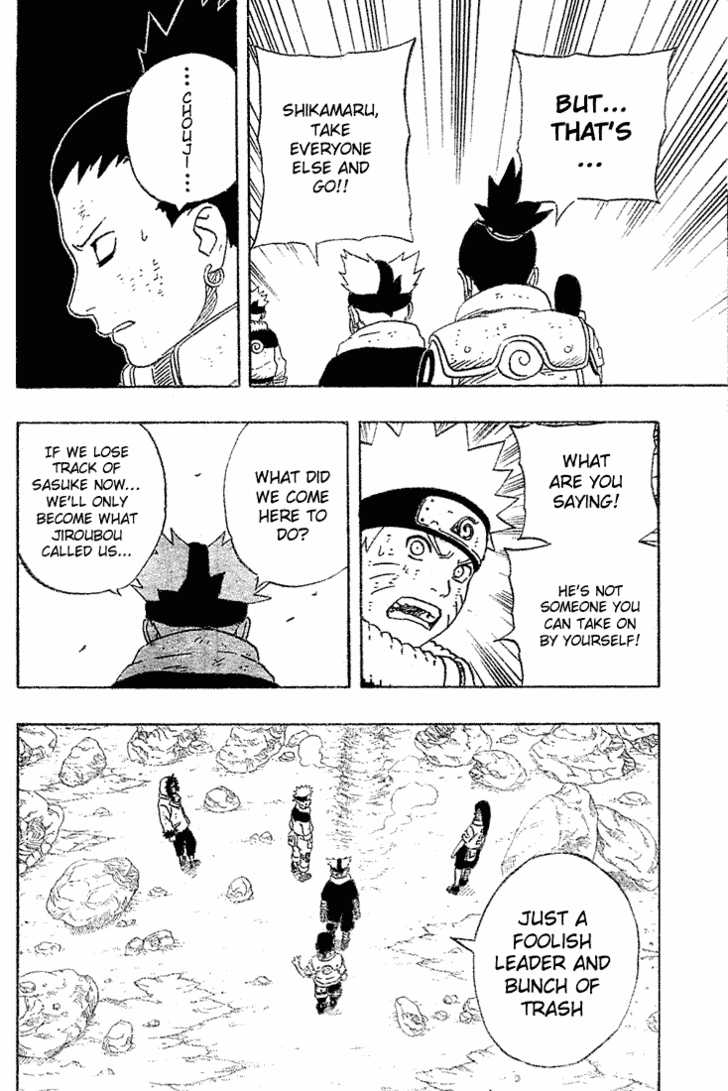 BUT...
THAT'S
...
SHIKAMARU,
TAKE
EVERYONE
ELSE AND
GO!!
... CHOUJI ...
WHAT
ARE YOU
SAYING!
HE'S NOT
SOMEONE YOU
CAN TAKE ON
BY YOURSELF!
WHAT DID
WE COME
HERE TO
DO?
IF WE LOSE
TRACK OF
SASUKE NOW...
WE'LL ONLY
BECOME WHAT
JIROUBOU
CALLED US...
JUST A
FOOLISH
LEADER AND
BUNCH OF
TRASH